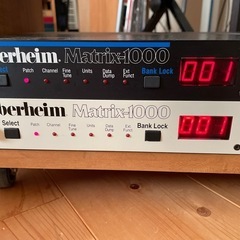 berheim. Matrix-1000
Patch Channel Fine Tune Units Data Dump Ext Funct Bank Lock
001
berheim. Matrix-1000
Select Patch Channel Fine Tune Units Data Dump Ext Funct Bank Lock
001